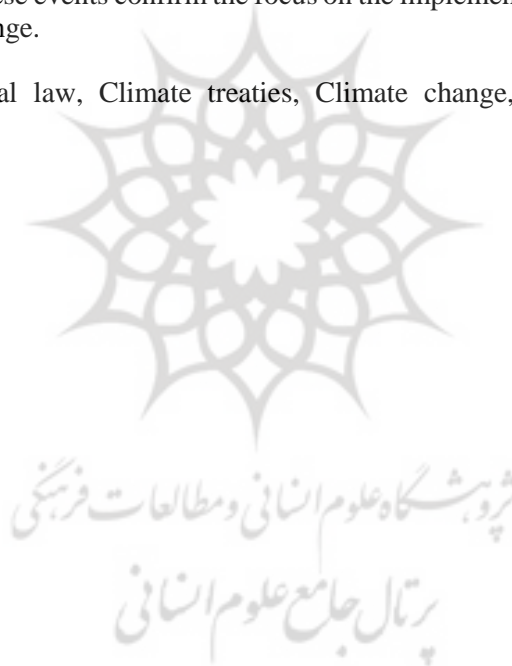 ese events confirm the focus on the implemen
nge.
al law, Climate treaties, Climate change,
پژوهشگاه علوم انسانی و مطالعات فرهنگی
پرتال جامع علوم انسانی